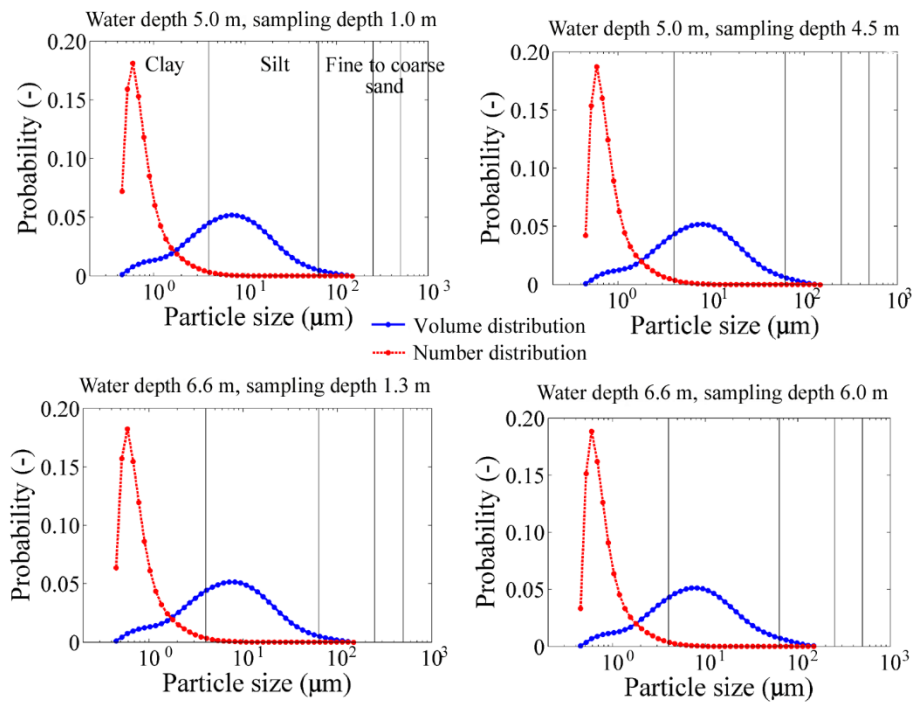 Water depth 5.0 m, sampling depth 1.0 m
0.20
0.15
0.10
0.05
0
Probability (-)
Clay
Silt
Fine to coarse
sand
10⁰
10¹
10²
10³
Particle size (μm)
Water depth 5.0 m, sampling depth 4.5 m
0.20
0.15
0.10
0.05
0
Probability (-)
10⁰
10¹
10²
10³
Particle size (μm)
Volume distribution
Number distribution
Water depth 6.6 m, sampling depth 1.3 m
0.20
0.15
0.10
0.05
0
Probability (-)
10⁰
10¹
10²
10³
Particle size (μm)
Water depth 6.6 m, sampling depth 6.0 m
0.20
0.15
0.10
0.05
0
Probability (-)
10⁰
10¹
10²
10³
Particle size (μm)